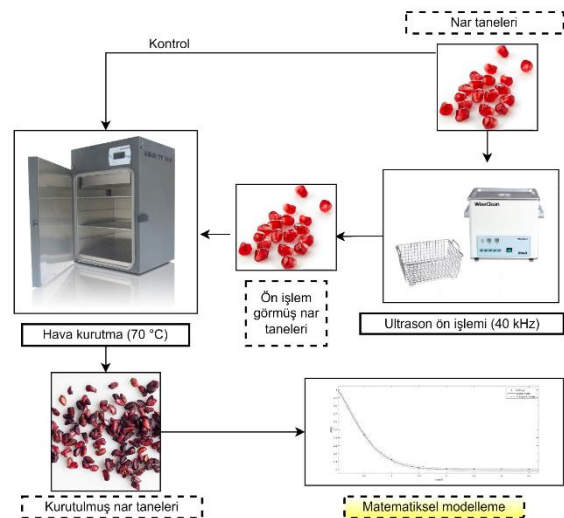 Nar taneleri
Kontrol
WiseClean
Ön işlem
görmüş nar
taneleri
Ultrason ön işlemi (40 kHz)
Hava kurutma (70 °C)
Kurutulmuş nar taneleri
Matematiksel modelleme